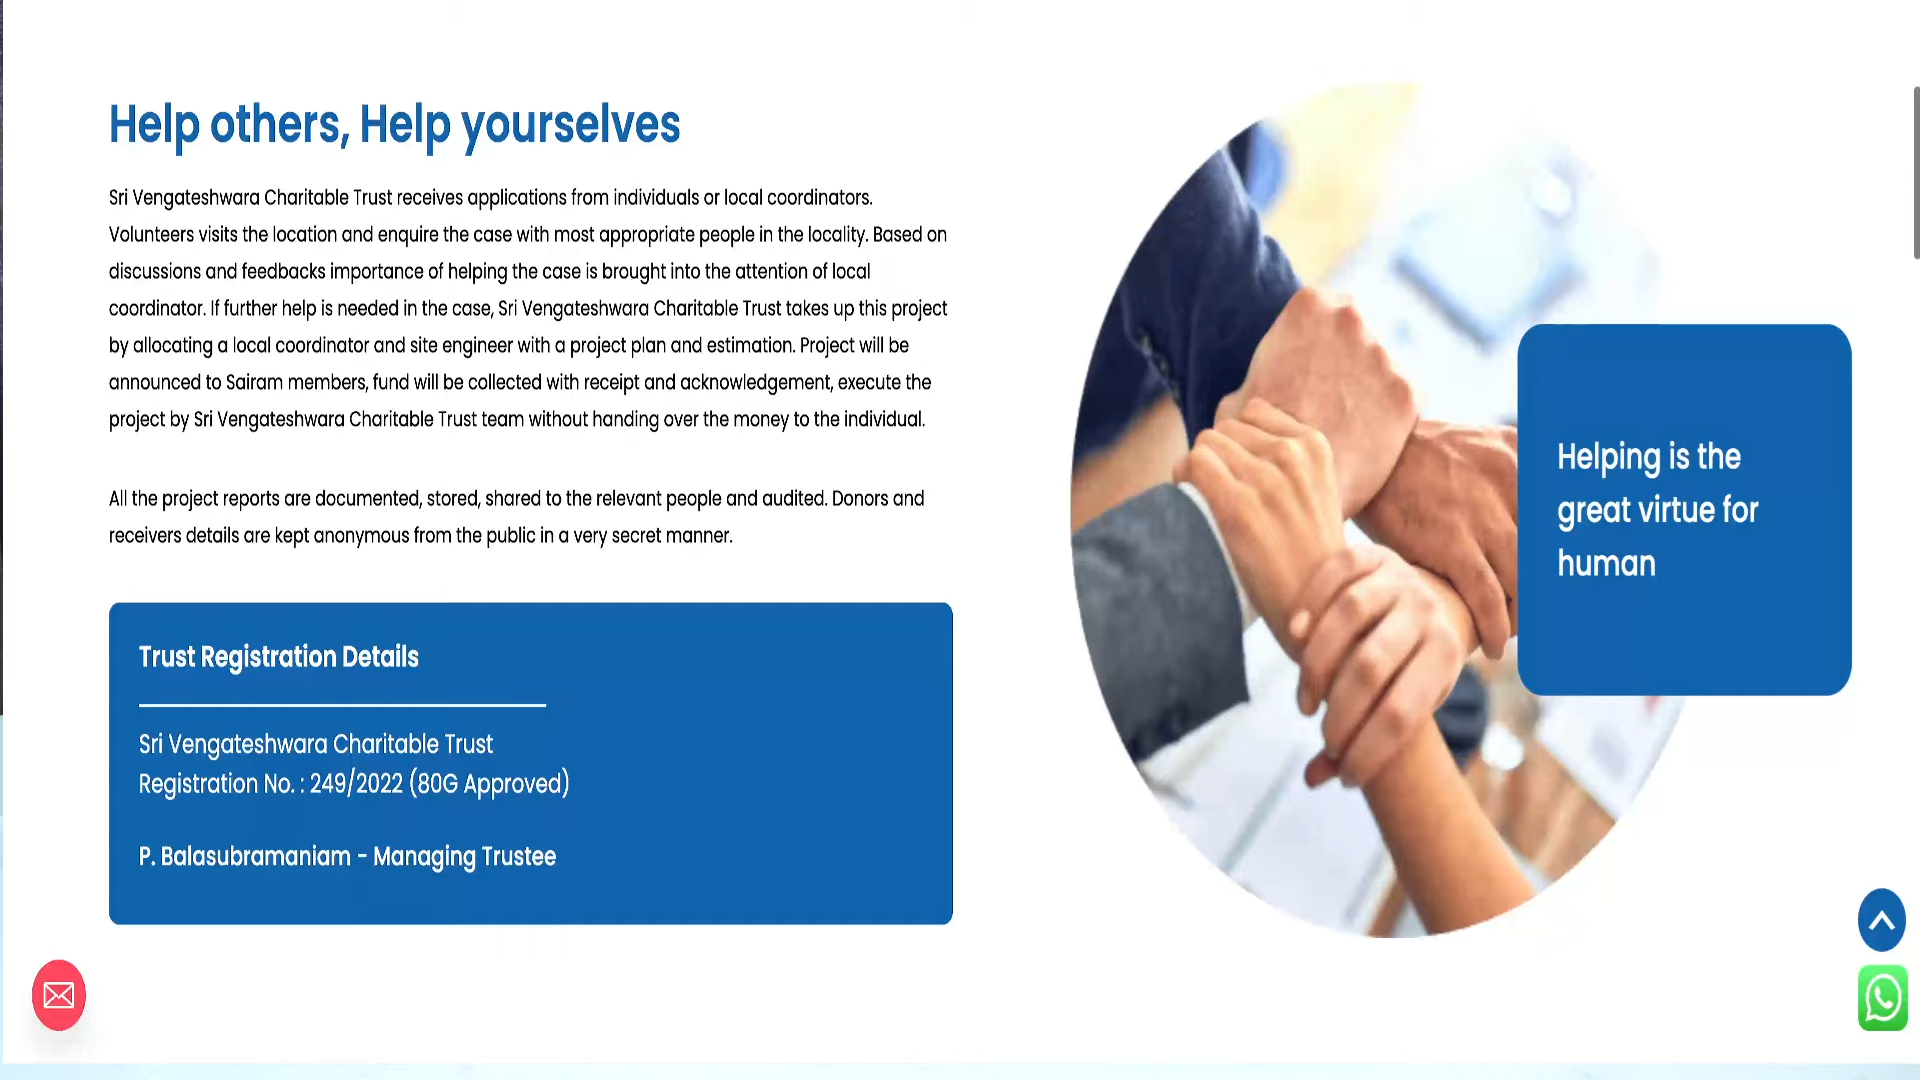 Help others, Help yourselves
Sri Vengateshwara Charitable Trust receives applications from individuals or local coordinators.
Volunteers visits the location and enquire the case with most appropriate people in the locality. Based on
discussions and feedbacks importance of helping the case is brought into the attention of local
coordinator. If further help is needed in the case, Sri Vengateshwara Charitable Trust takes up this project
by allocating a local coordinator and site engineer with a project plan and estimation. Project will be
announced to Sairam members, fund will be collected with receipt and acknowledgement, execute the
project by Sri Vengateshwara Charitable Trust team without handing over the money to the individual.
All the project reports are documented, stored, shared to the relevant people and audited. Donors and
receivers details are kept anonymous from the public in a very secret manner.
Trust Registration Details
Sri Vengateshwara Charitable Trust
Registration No. : 249/2022 (80G Approved)
P. Balasubramaniam - Managing Trustee
Helping is the
great virtue for
human